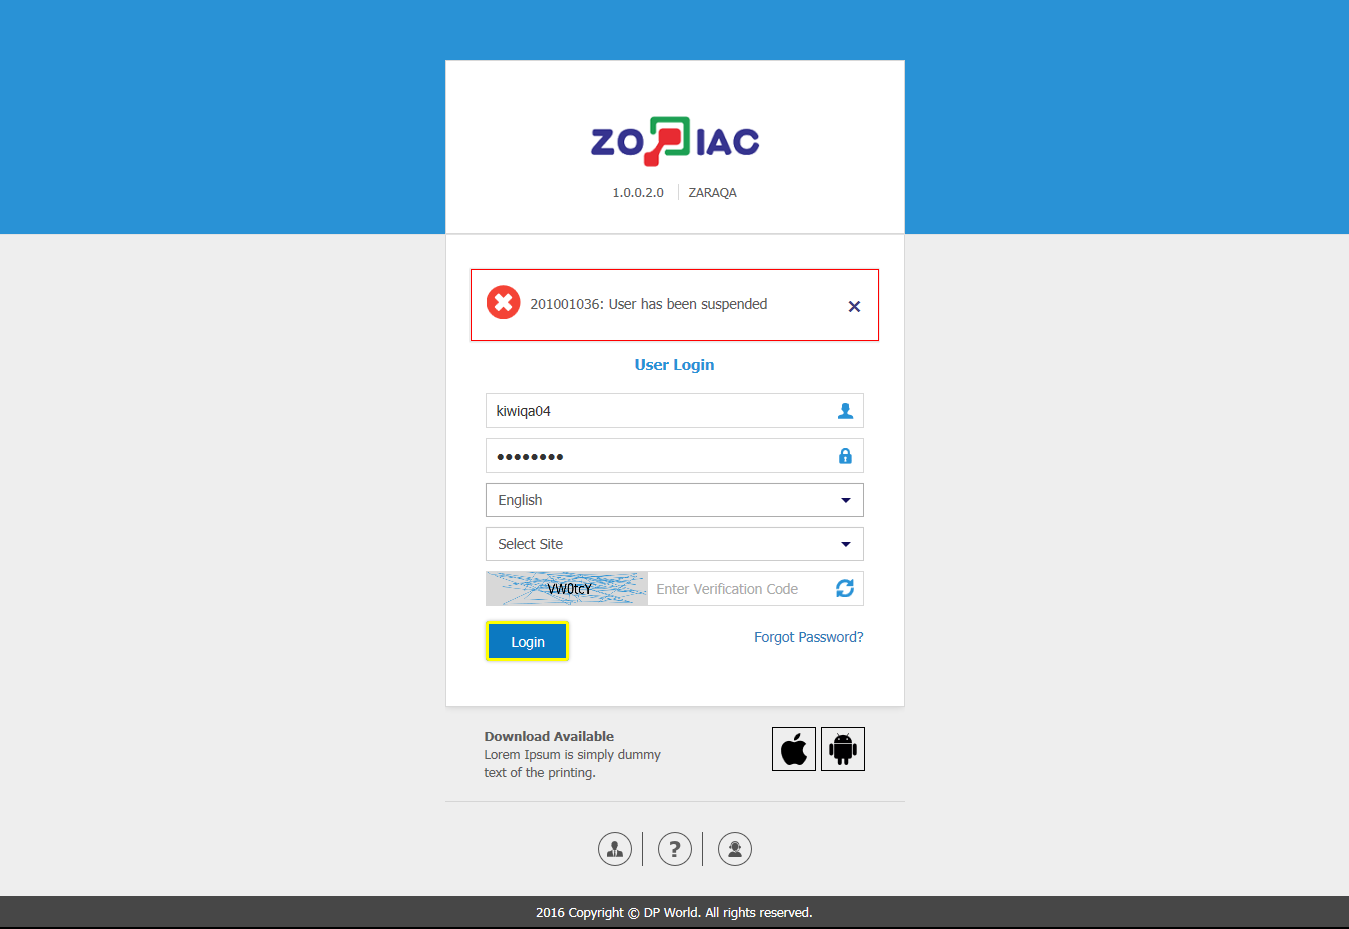 ZODIAC
1.0.0.2.0 ZARAQA
201001036: User has been suspended
User Login
kiwiqa04
English
Select Site
VW0tcY Enter Verification Code
Login Forgot Password?
Download Available
Lorem Ipsum is simply dummy
text of the printing.
2016 Copyright © DP World. All rights reserved.